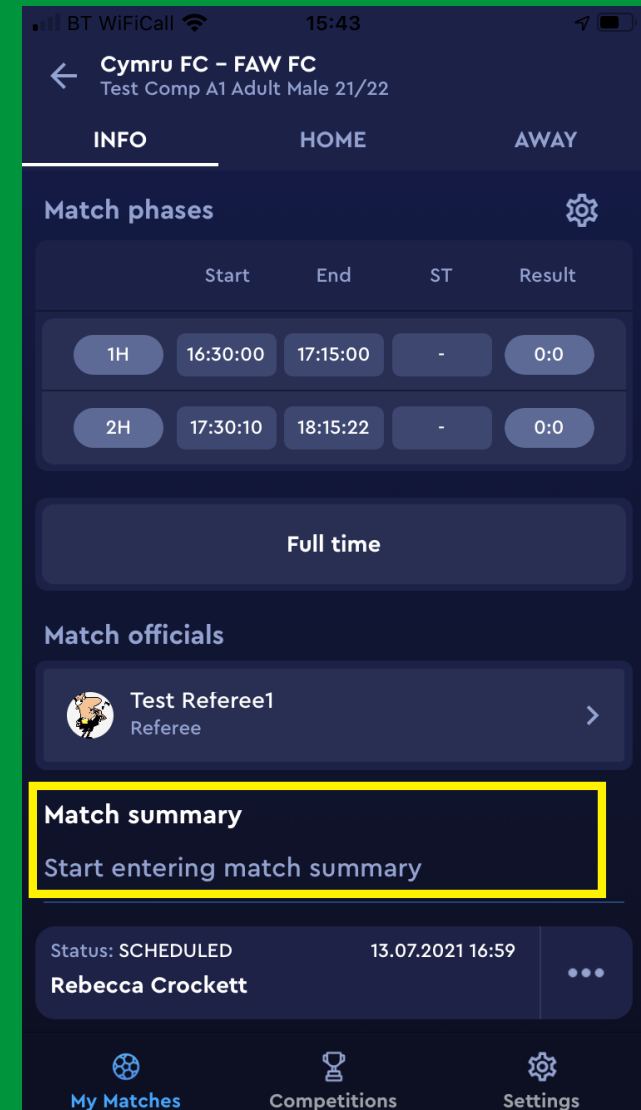 BT WiFiCall 15:43
Cymru FC - FAW FC
Test Comp A1 Adult Male 21/22
INFO HOME AWAY
Match phases
Start End ST Result
1H 16:30:00 17:15:00 - 0:0
2H 17:30:10 18:15:22 - 0:0
Full time
Match officials
Test Referee1
Referee
Match summary
Start entering match summary
Status: SCHEDULED 13.07.2021 16:59
Rebecca Crockett
My Matches Competitions Settings